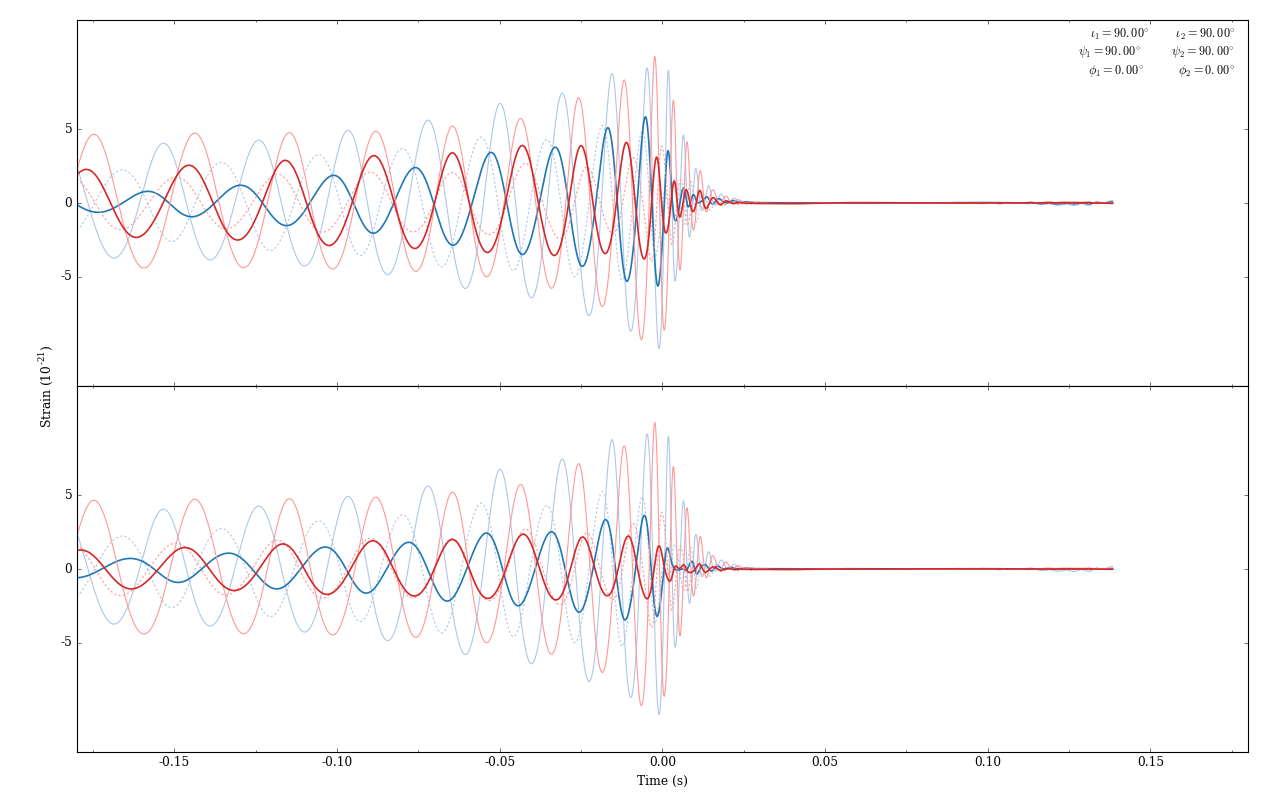 ι₁ = 90.00° ι₂ = 90.00°
ψ₁ = 90.00° ψ₂ = 90.00°
ϕ₁ = 0.00° ϕ₂ = 0.00°
5
0
-5
Strain (10⁻²¹)
5
0
-5
-0.15 -0.10 -0.05 0.00 0.05 0.10 0.15
Time (s)